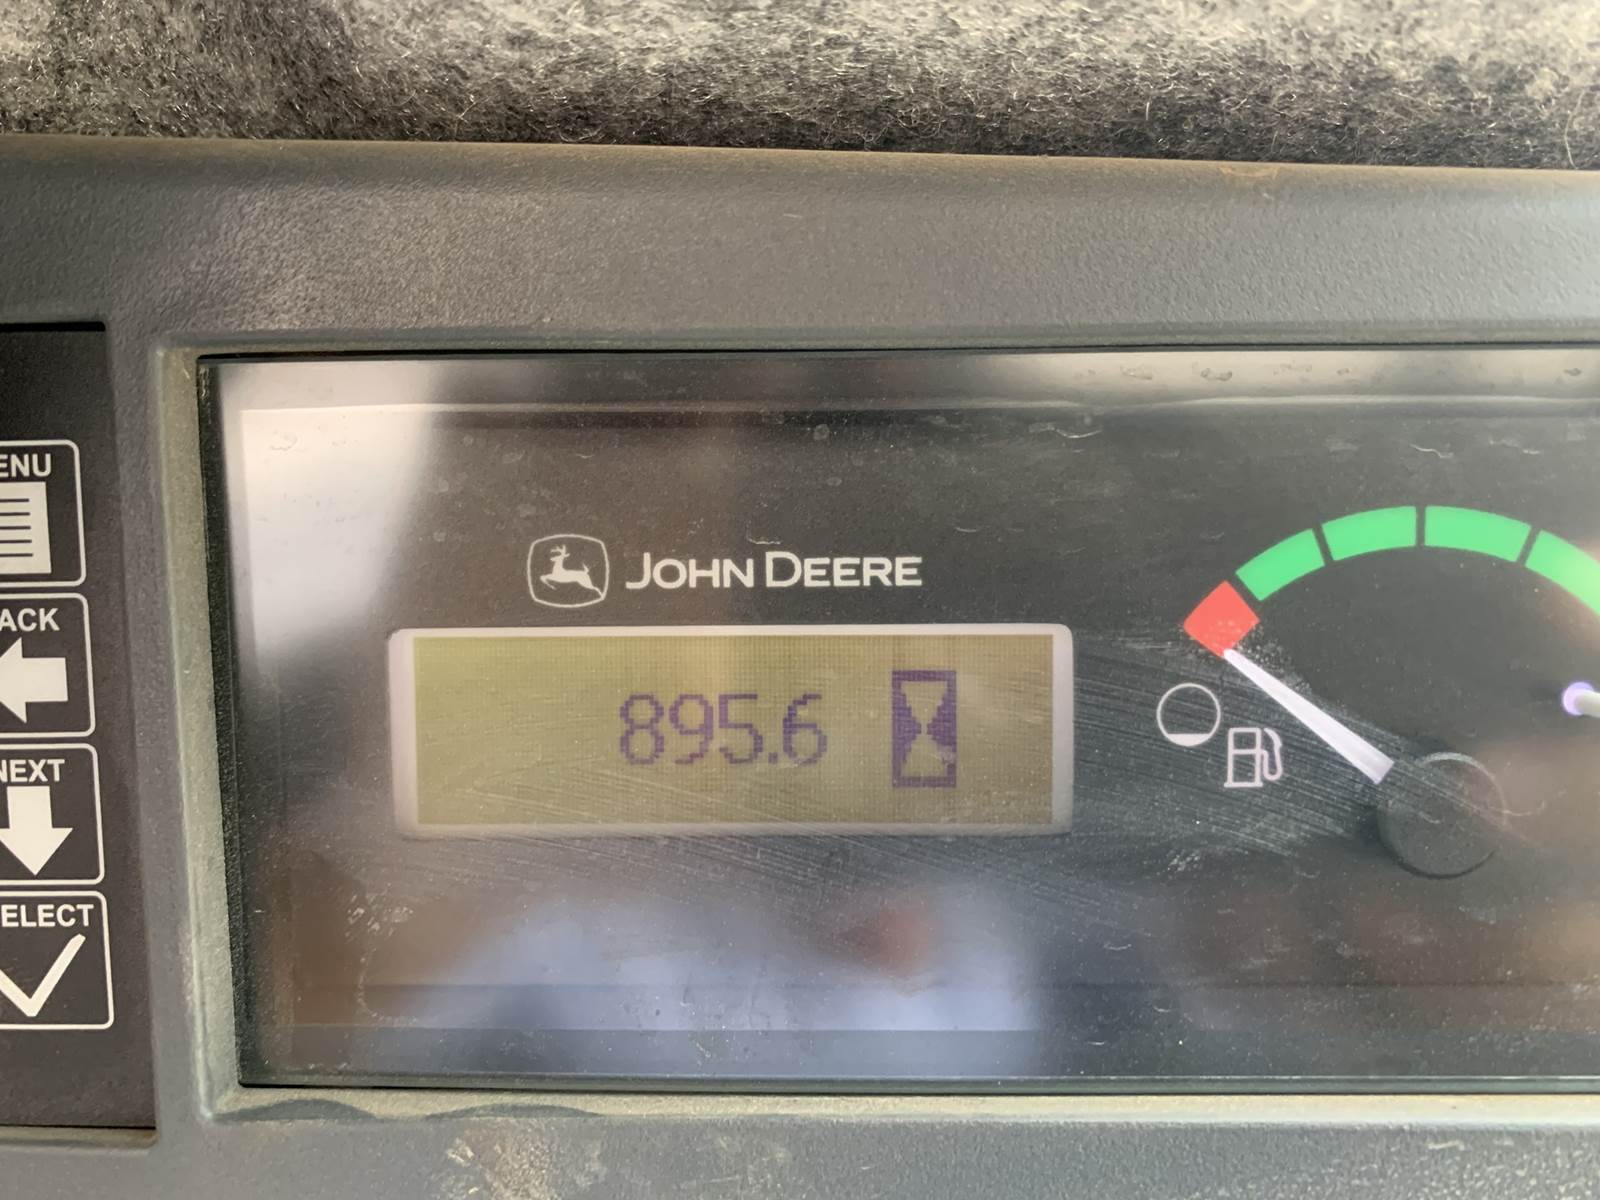 ENU
ACK
NEXT
ELECT
JOHN DEERE
895.6